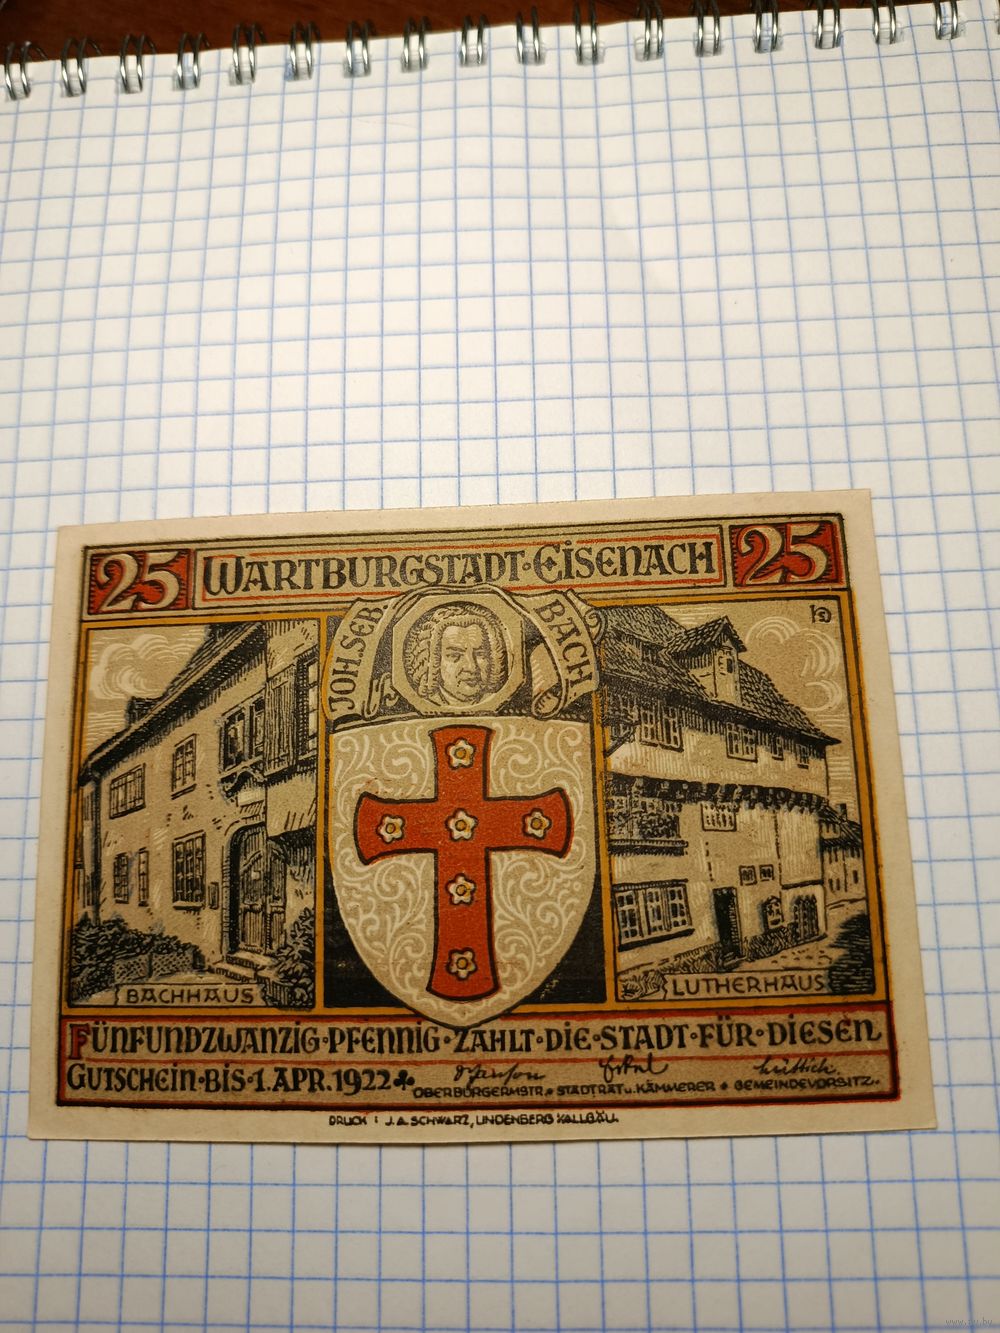 25 WARTBURGSTADT·EISENACH 25
JOH. SEB. BACH
BACHHAUS
LUTHERHAUS
FÜNFUNDZWANZIG·PFENNIG·ZAHLT·DIE·STADT·FÜR·DIESEN
GUTSCHEIN·BIS·1.APR.1922
OBERBÜRGERMSTR. STADTRAT U. KÄMMERER GEMEINDEVORSITZ.
DRUCK : J. A. SCHWARZ, LINDENBERG I/ALLGÄU.